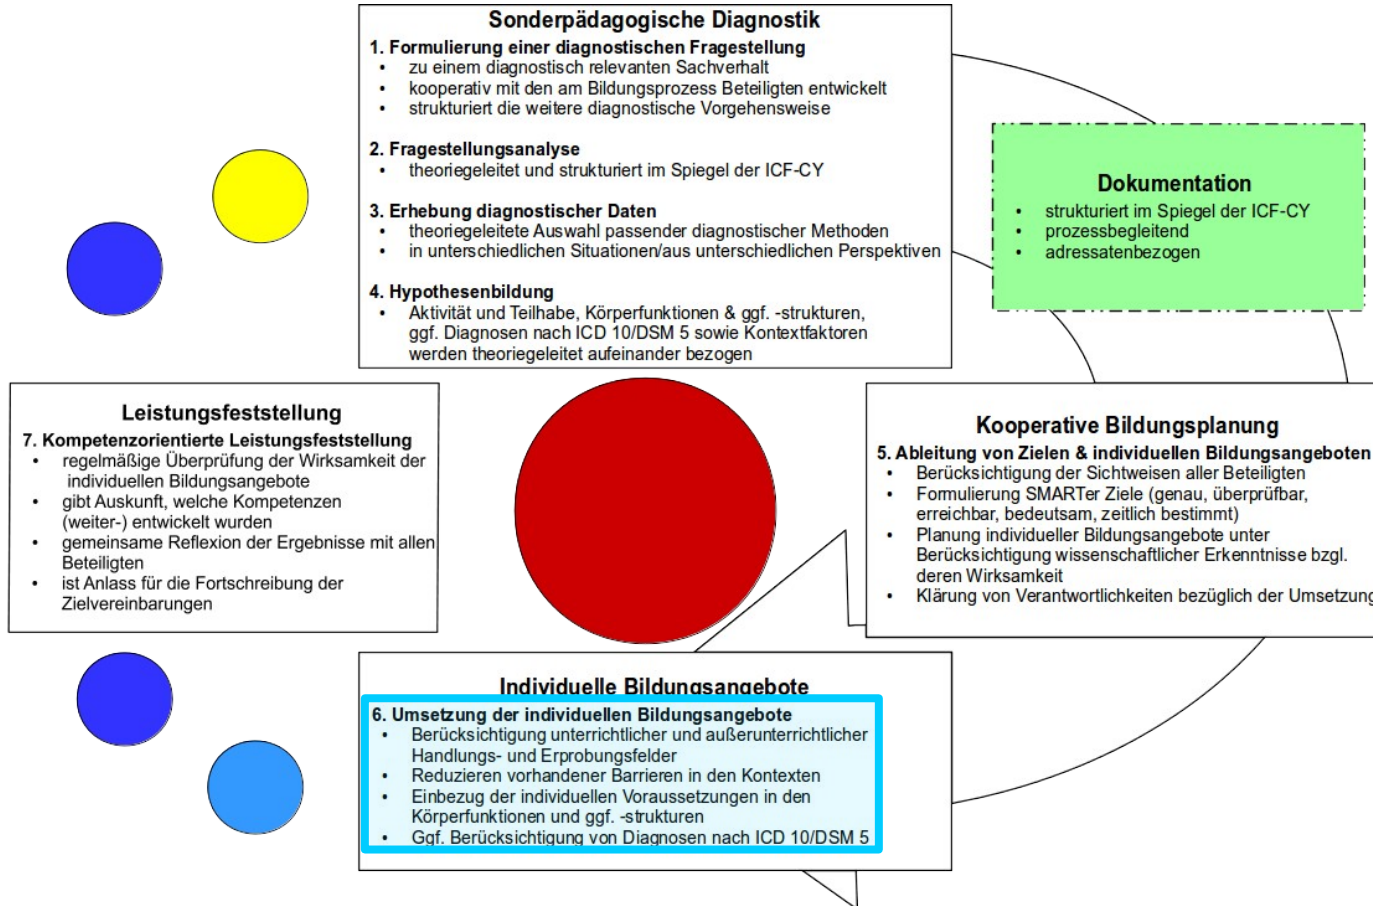 Sonderpädagogische Diagnostik
1. Formulierung einer diagnostischen Fragestellung
• zu einem diagnostisch relevanten Sachverhalt
• kooperativ mit den am Bildungsprozess Beteiligten entwickelt
• strukturiert die weitere diagnostische Vorgehensweise
2. Fragestellungsanalyse
• theoriegeleitet und strukturiert im Spiegel der ICF-CY
3. Erhebung diagnostischer Daten
• theoriegeleitete Auswahl passender diagnostischer Methoden
• in unterschiedlichen Situationen/aus unterschiedlichen Perspektiven
4. Hypothesenbildung
• Aktivität und Teilhabe, Körperfunktionen & ggf. -strukturen,
ggf. Diagnosen nach ICD 10/DSM 5 sowie Kontextfaktoren
werden theoriegeleitet aufeinander bezogen
Dokumentation
• strukturiert im Spiegel der ICF-CY
• prozessbegleitend
• adressatenbezogen
Kooperative Bildungsplanung
5. Ableitung von Zielen & individuellen Bildungsangeboten
• Berücksichtigung der Sichtweisen aller Beteiligten
• Formulierung SMARTer Ziele (genau, überprüfbar,
erreichbar, bedeutsam, zeitlich bestimmt)
• Planung individueller Bildungsangebote unter
Berücksichtigung wissenschaftlicher Erkenntnisse bzgl.
deren Wirksamkeit
• Klärung von Verantwortlichkeiten bezüglich der Umsetzung
Individuelle Bildungsangebote
6. Umsetzung der individuellen Bildungsangebote
• Berücksichtigung unterrichtlicher und außerunterrichtlicher
Handlungs- und Erprobungsfelder
• Reduzieren vorhandener Barrieren in den Kontexten
• Einbezug der individuellen Voraussetzungen in den
Körperfunktionen und ggf. -strukturen
• Ggf. Berücksichtigung von Diagnosen nach ICD 10/DSM 5
Leistungsfeststellung
7. Kompetenzorientierte Leistungsfeststellung
• regelmäßige Überprüfung der Wirksamkeit der
individuellen Bildungsangebote
• gibt Auskunft, welche Kompetenzen
(weiter-) entwickelt wurden
• gemeinsame Reflexion der Ergebnisse mit allen
Beteiligten
• ist Anlass für die Fortschreibung der
Zielvereinbarungen